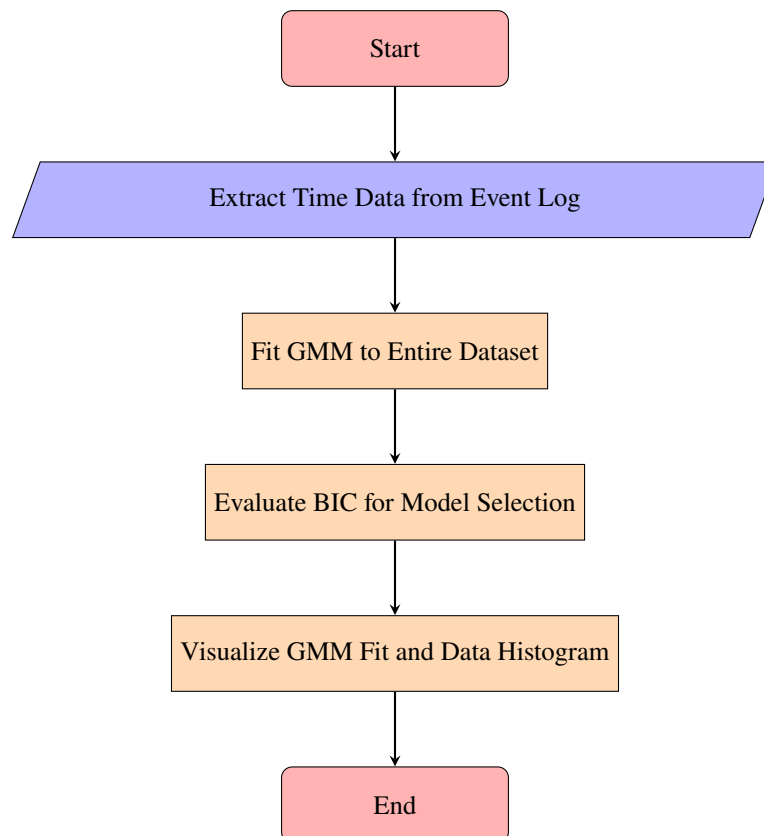 Start
Extract Time Data from Event Log
Fit GMM to Entire Dataset
Evaluate BIC for Model Selection
Visualize GMM Fit and Data Histogram
End